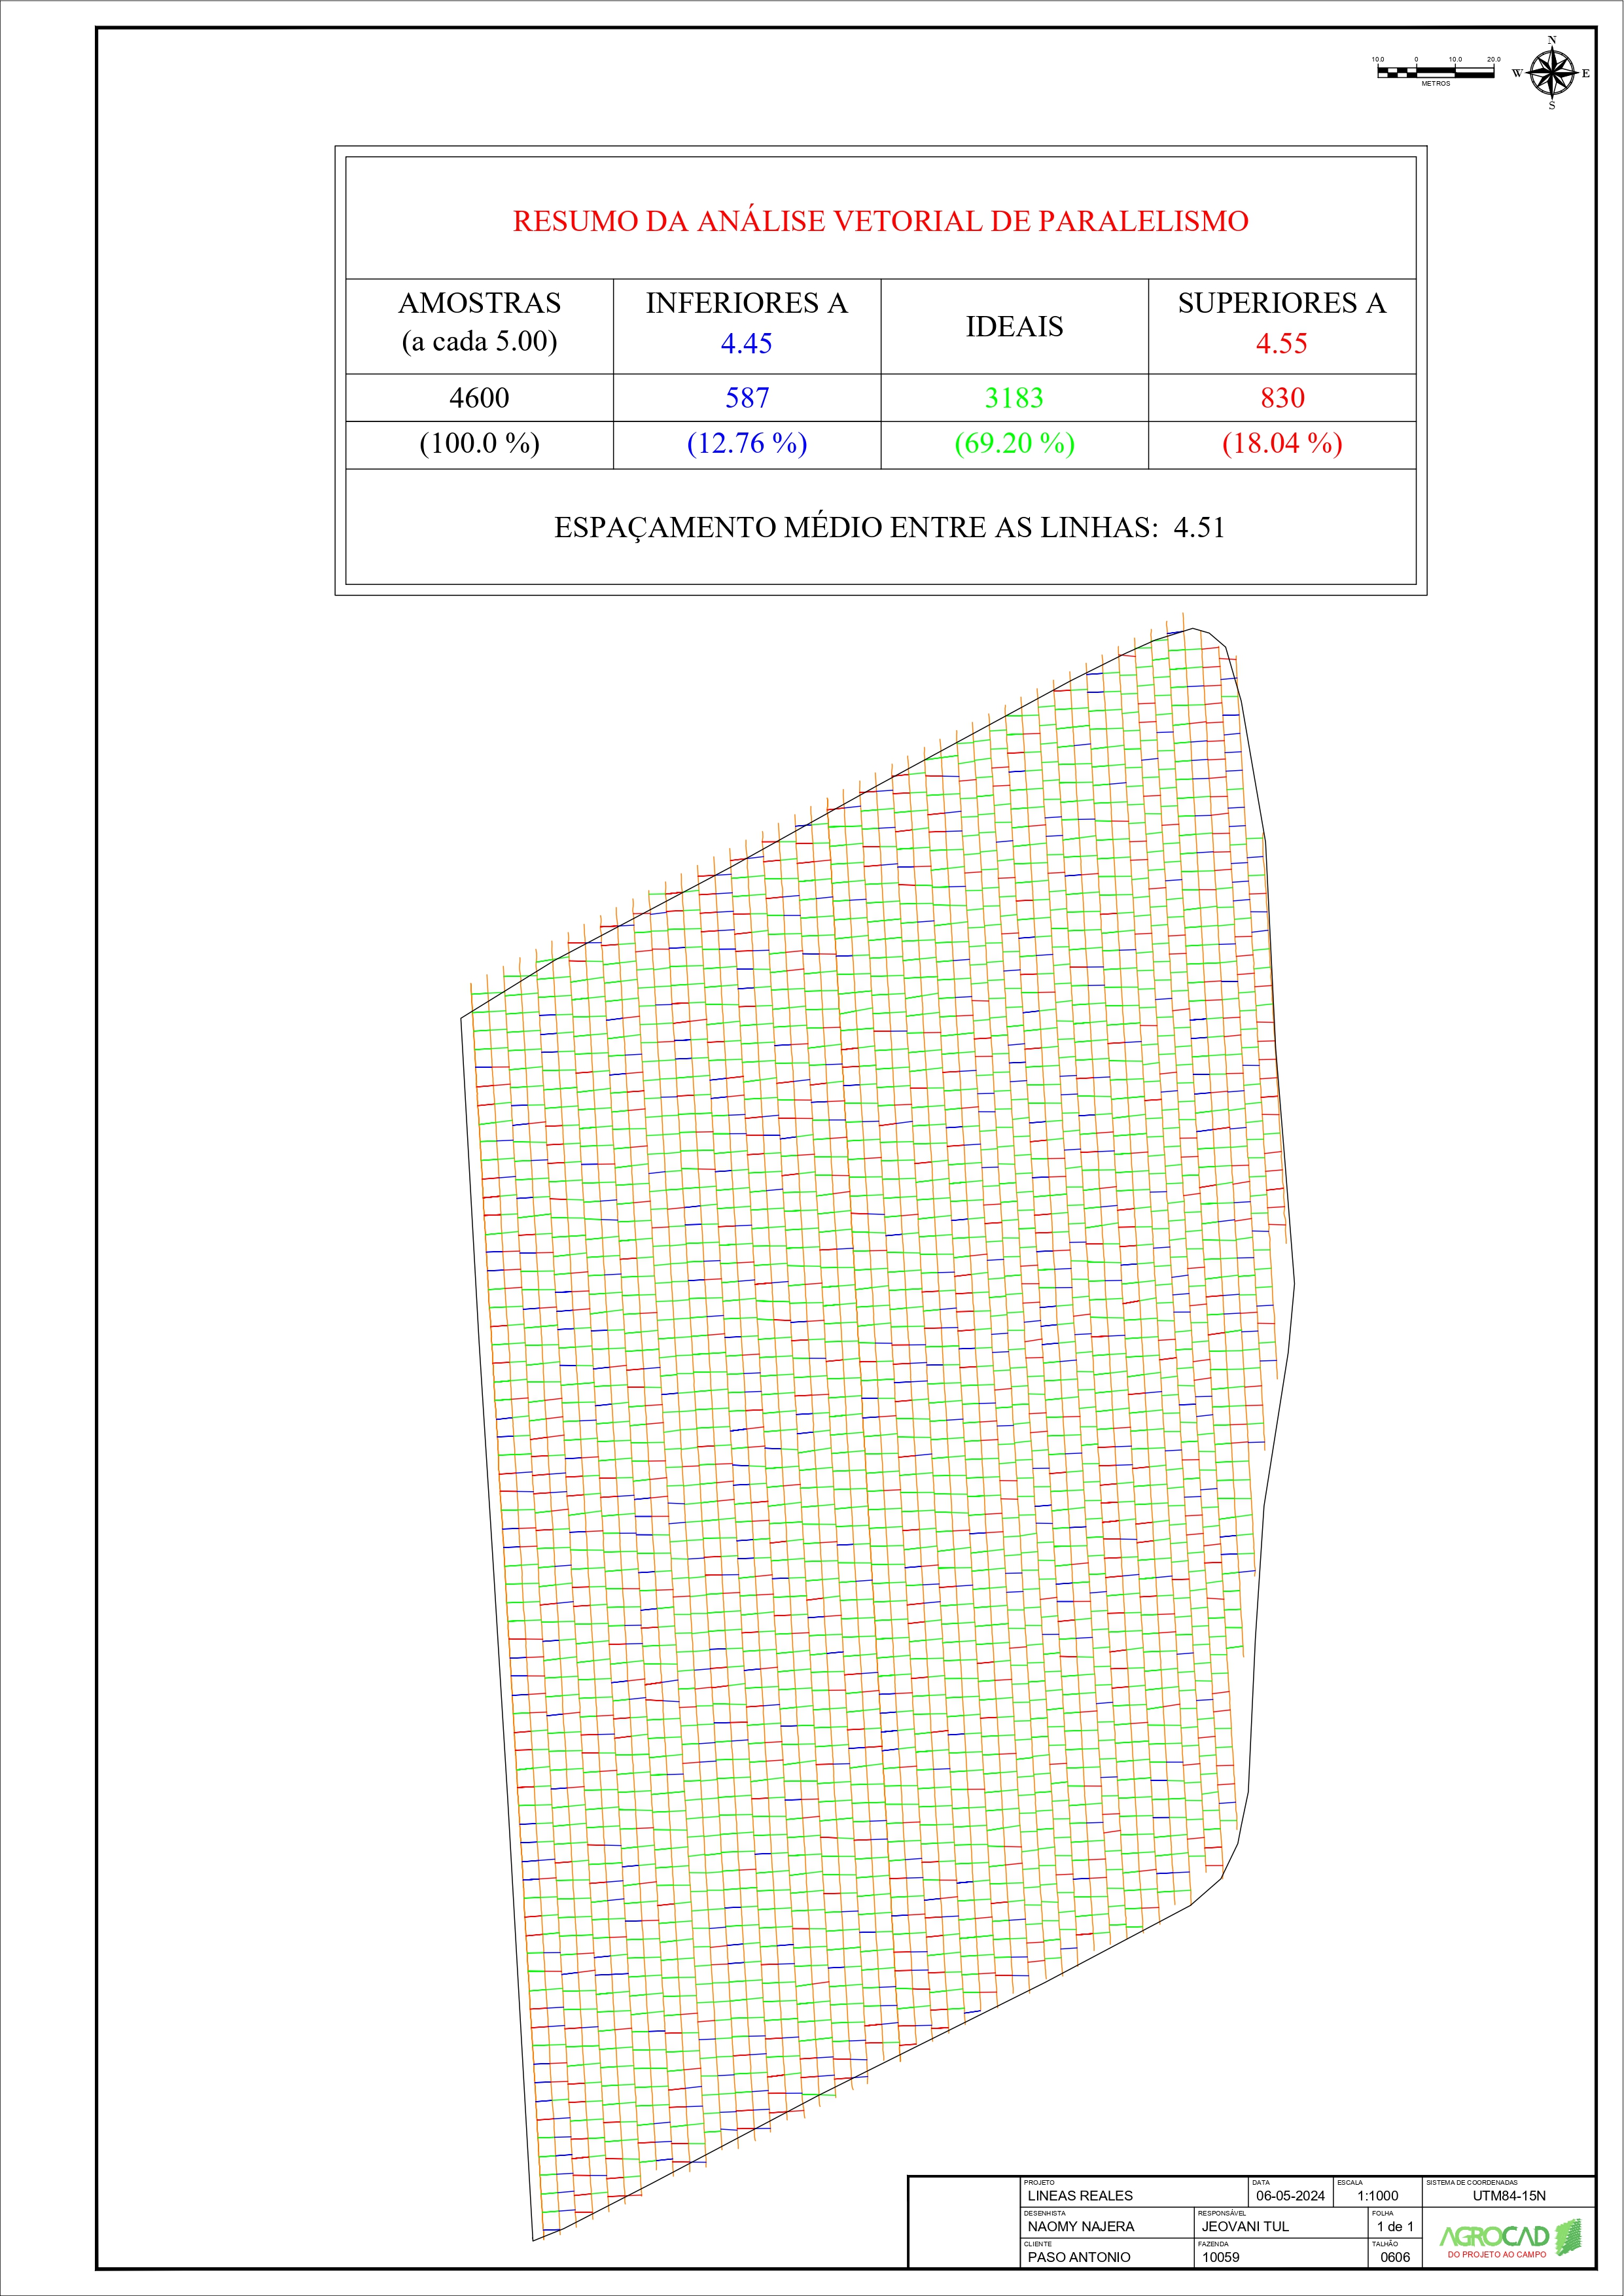 N
10.0 0 10.0 20.0
W E
METROS
S
RESUMO DA ANÁLISE VETORIAL DE PARALELISMO
AMOSTRAS
(a cada 5.00)
INFERIORES A
4.45
IDEAIS
SUPERIORES A
4.55
4600 587 3183 830
(100.0 %) (12.76 %) (69.20 %) (18.04 %)
ESPAÇAMENTO MÉDIO ENTRE AS LINHAS: 4.51
PROJETO DATA ESCALA SISTEMA DE COORDENADAS
LINEAS REALES 06-05-2024 1:1000 UTM84-15N
DESENHISTA RESPONSÁVEL FOLHA
NAOMY NAJERA JEOVANI TUL 1 de 1
CLIENTE FAZENDA TALHÃO
PASO ANTONIO 10059 0606
AGROCAD
DO PROJETO AO CAMPO